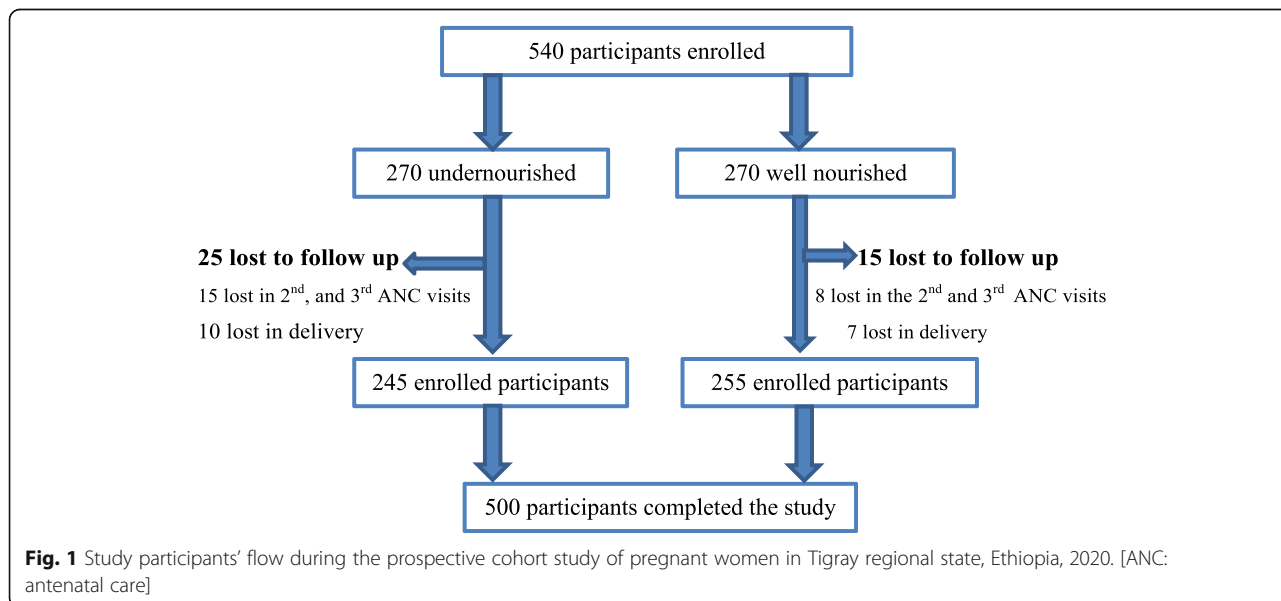 540 participants enrolled
270 undernourished
270 well nourished
25 lost to follow up
15 lost in 2nd, and 3rd ANC visits
10 lost in delivery
15 lost to follow up
8 lost in the 2nd and 3rd ANC visits
7 lost in delivery
245 enrolled participants
255 enrolled participants
500 participants completed the study
Fig. 1 Study participants’ flow during the prospective cohort study of pregnant women in Tigray regional state, Ethiopia, 2020. [ANC:
antenatal care]